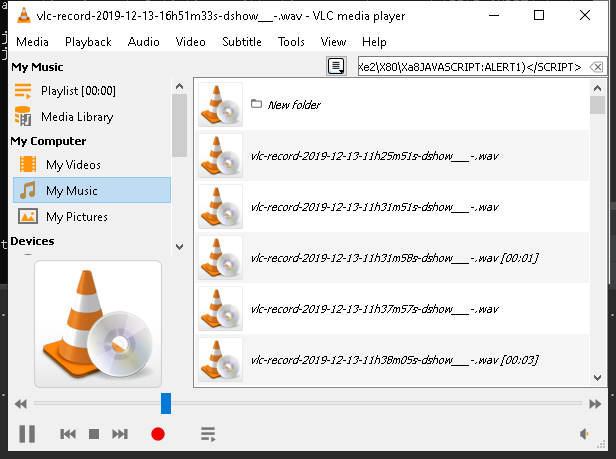 vlc-record-2019-12-13-16h51m33s-dshow___-.wav - VLC media player
Media Playback Audio Video Subtitle Tools View Help
My Music
Xe2\X80\Xa8JAVASCRIPT:ALERT1)</SCRIPT>
Playlist [00:00]
Media Library
My Computer
My Videos
My Music
My Pictures
Devices
New folder
vlc-record-2019-12-13-11h25m51s-dshow___-.wav
vlc-record-2019-12-13-11h31m51s-dshow___-.wav
vlc-record-2019-12-13-11h31m58s-dshow___-.wav [00:01]
vlc-record-2019-12-13-11h37m57s-dshow___-.wav
vlc-record-2019-12-13-11h38m05s-dshow___-.wav [00:03]